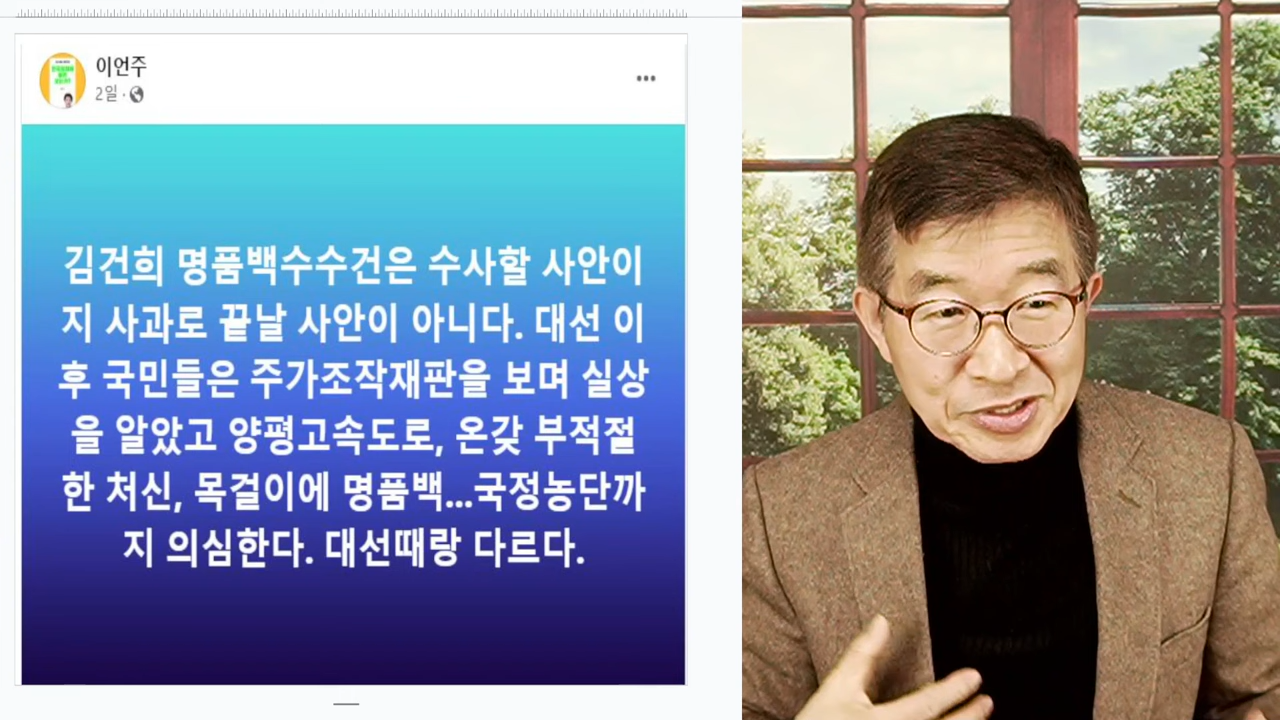 이언주
2일 ·
김건희 명품백수수건은 수사할 사안이
지 사과로 끝날 사안이 아니다. 대선 이
후 국민들은 주가조작재판을 보며 실상
을 알았고 양평고속도로, 온갖 부적절
한 처신, 목걸이에 명품백...국정농단까
지 의심한다. 대선때랑 다르다.